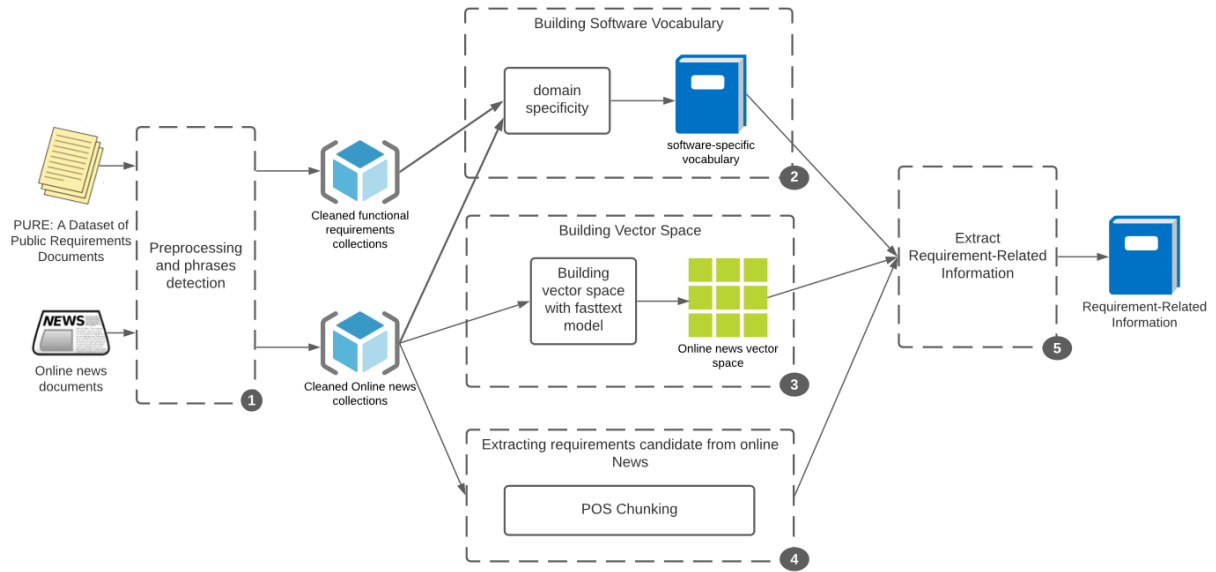 Building Software Vocabulary
domain
specificity
software-specific
vocabulary
2
PURE: A Dataset of
Public Requirements
Documents
NEWS
Online news
documents
Preprocessing
and phrases
detection
1
Cleaned functional
requirements
collections
Cleaned Online news
collections
Building Vector Space
Building
vector space
with fasttext
model
Online news vector
space
3
Extracting requirements candidate from online
News
POS Chunking
4
Extract
Requirement-Related
Information
5
Requirement-Related
Information